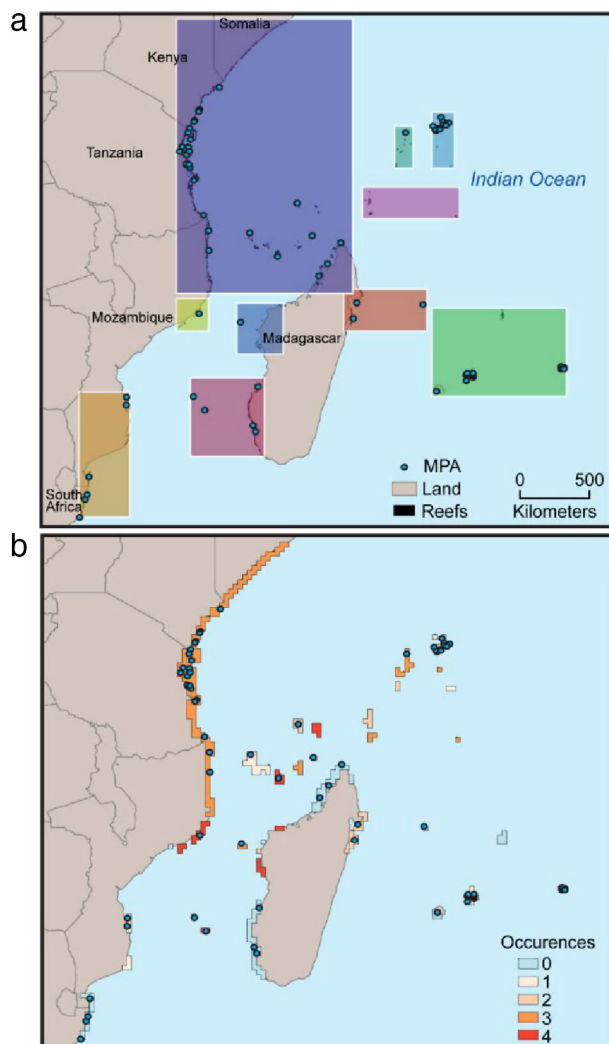 a
Somalia
Kenya
Tanzania
Indian Ocean
Mozambique
Madagascar
MPA
South
Africa
Land
0 500
Reefs
Kilometers
b
Occurences
0
1
2
3
4